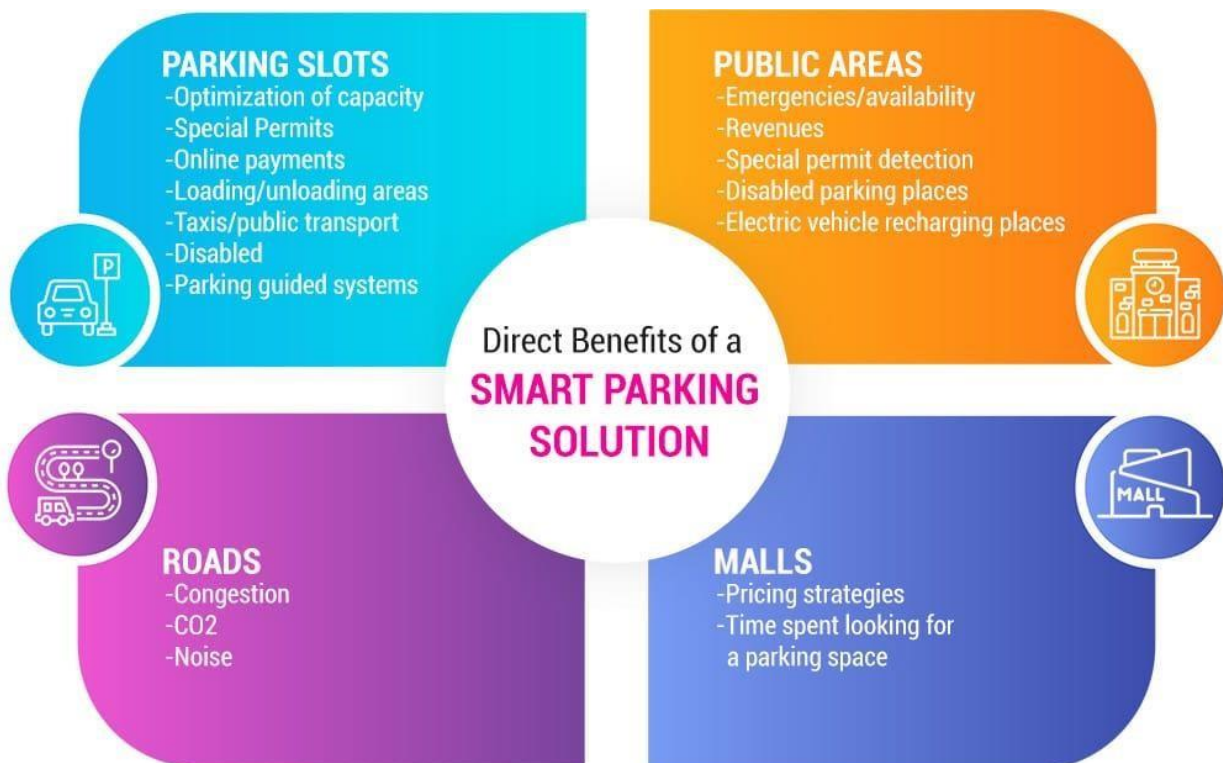 PARKING SLOTS
-Optimization of capacity
-Special Permits
-Online payments
-Loading/unloading areas
-Taxis/public transport
-Disabled
-Parking guided systems
P
PUBLIC AREAS
-Emergencies/availability
-Revenues
-Special permit detection
-Disabled parking places
-Electric vehicle recharging places
Direct Benefits of a
SMART PARKING
SOLUTION
ROADS
-Congestion
-CO2
-Noise
MALL
MALLS
-Pricing strategies
-Time spent looking for
a parking space